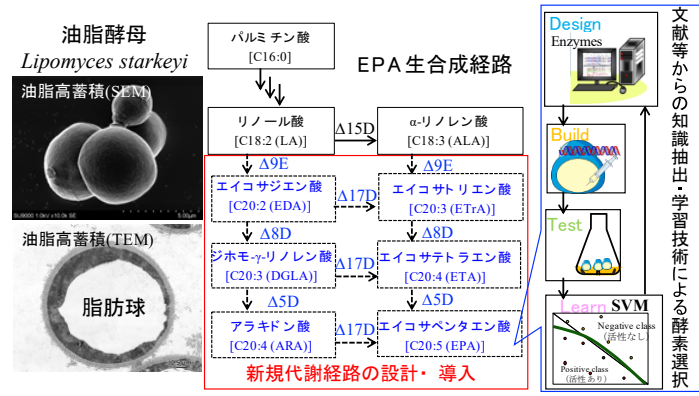 油脂酵母
Lipomyces starkeyi
油脂高蓄積(SEM)
SU9000 1.0kV x10.0k SE
5.00μm
油脂高蓄積(TEM)
脂肪球
EPA生合成経路
パルミチン酸
[C16:0]
リノール酸
[C18:2 (LA)]
Δ15D
α-リノレン酸
[C18:3 (ALA)]
Δ9E
Δ9E
エイコサジエン酸
[C20:2 (EDA)]
Δ17D
エイコサトリエン酸
[C20:3 (ETrA)]
Δ8D
Δ8D
ジホモ-γ-リノレン酸
[C20:3 (DGLA)]
Δ17D
エイコサテトラエン酸
[C20:4 (ETA)]
Δ5D
Δ5D
アラキドン酸
[C20:4 (ARA)]
Δ17D
エイコサペンタエン酸
[C20:5 (EPA)]
新規代謝経路の設計・導入
Design
Enzymes
Build
Test
Learn SVM
Negative class
(活性なし)
Positive class
(活性あり)
文献等からの知識抽出・学習技術による酵素選択